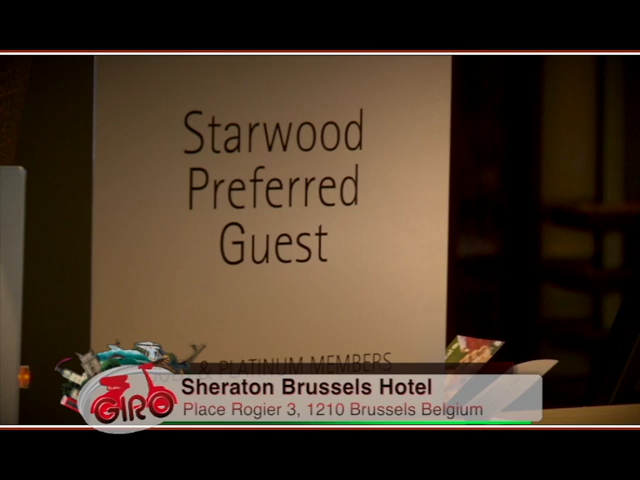 Starwood
Preferred
Guest
& PLATINUM MEMBERS
GIRO
Sheraton Brussels Hotel
Place Rogier 3, 1210 Brussels Belgium